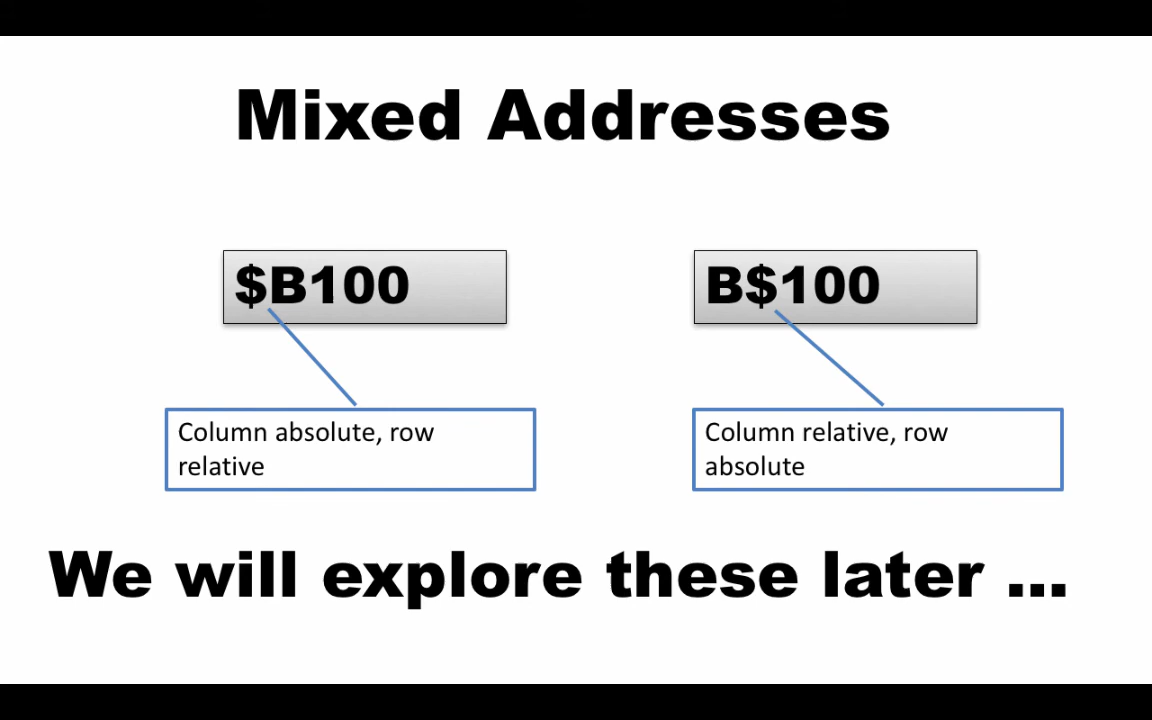 Mixed Addresses
$B100
B$100
Column absolute, row
relative
Column relative, row
absolute
We will explore these later ...